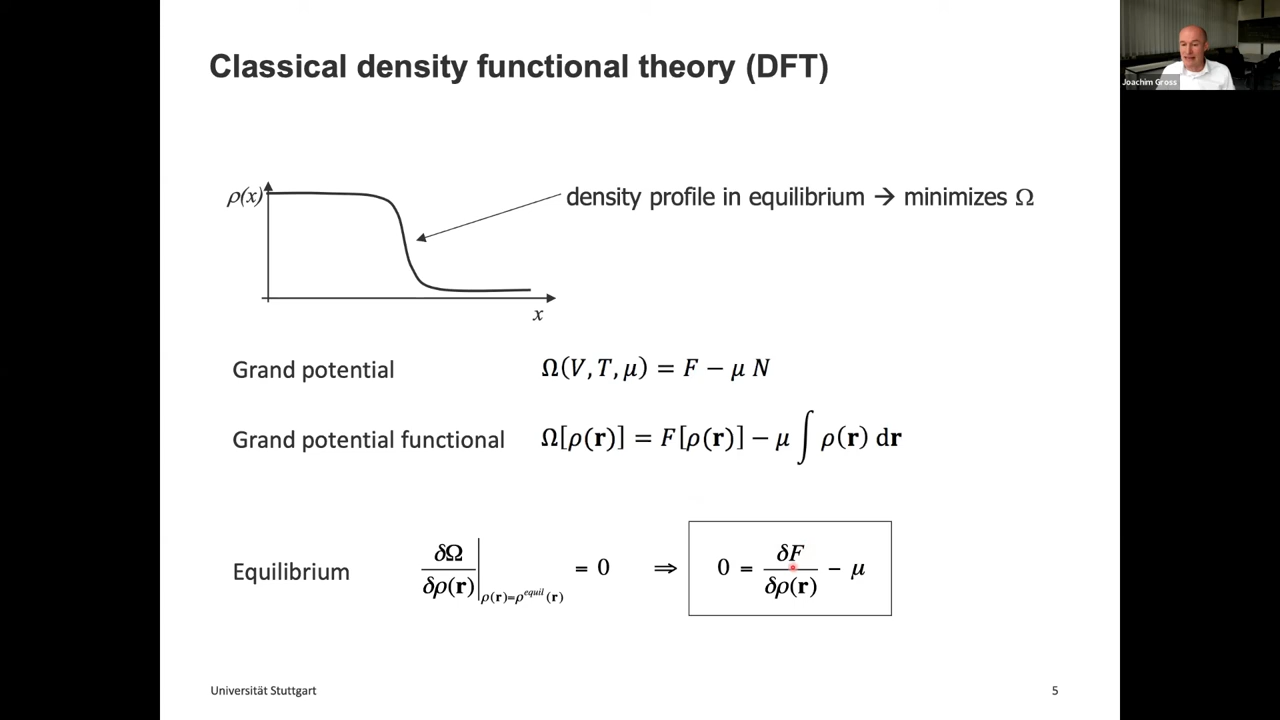 Classical density functional theory (DFT)
Joachim Gross
ρ(x)
density profile in equilibrium → minimizes Ω
x
Grand potential Ω(V, T, μ) = F − μ N
Grand potential functional Ω[ρ(𝐫)] = F[ρ(𝐫)] − μ ∫ ρ(𝐫) d𝐫
Equilibrium δΩ/δρ(𝐫)|ρ(𝐫)=ρ^equil(𝐫) = 0 ⇒ 0 = δF/δρ(𝐫) − μ
Universität Stuttgart
5